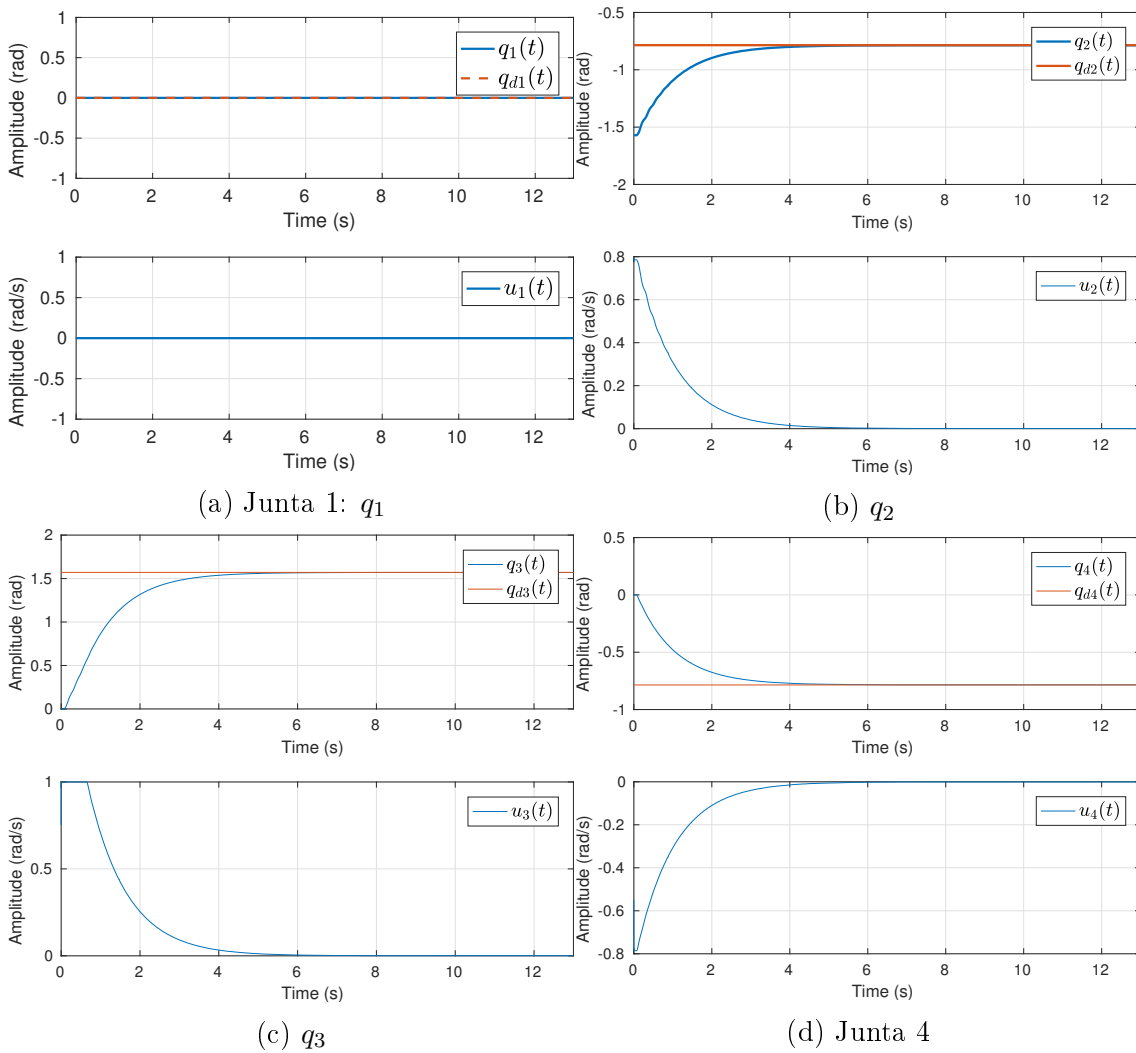 1
0.5
0
-0.5
-1
Amplitude (rad)
q1(t)
qd1(t)
0 2 4 6 8 10 12
Time (s)
1
0.5
0
-0.5
-1
Amplitude (rad/s)
u1(t)
0 2 4 6 8 10 12
Time (s)
(a) Junta 1: q1
-0.5
-1
-1.5
-2
Amplitude (rad)
q2(t)
qd2(t)
0 2 4 6 8 10 12
Time (s)
0.8
0.6
0.4
0.2
0
Amplitude (rad/s)
u2(t)
0 2 4 6 8 10 12
Time (s)
(b) q2
2
1.5
1
0.5
0
Amplitude (rad)
q3(t)
qd3(t)
0 2 4 6 8 10 12
Time (s)
1
0.5
0
Amplitude (rad/s)
u3(t)
0 2 4 6 8 10 12
Time (s)
(c) q3
0.5
0
-0.5
-1
Amplitude (rad)
q4(t)
qd4(t)
0 2 4 6 8 10 12
Time (s)
0
-0.2
-0.4
-0.6
-0.8
Amplitude (rad/s)
u4(t)
0 2 4 6 8 10 12
Time (s)
(d) Junta 4